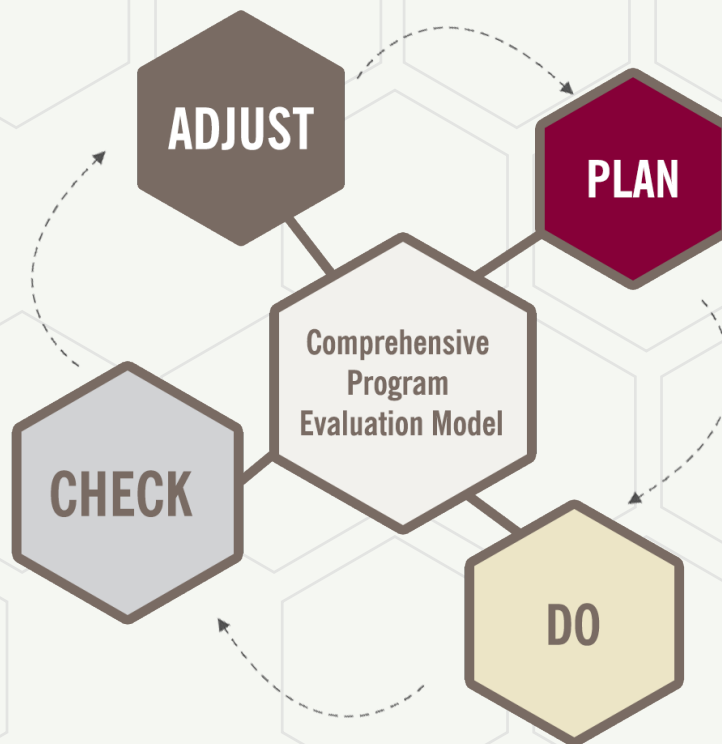 ADJUST
PLAN
Comprehensive
Program
Evaluation Model
CHECK
DO